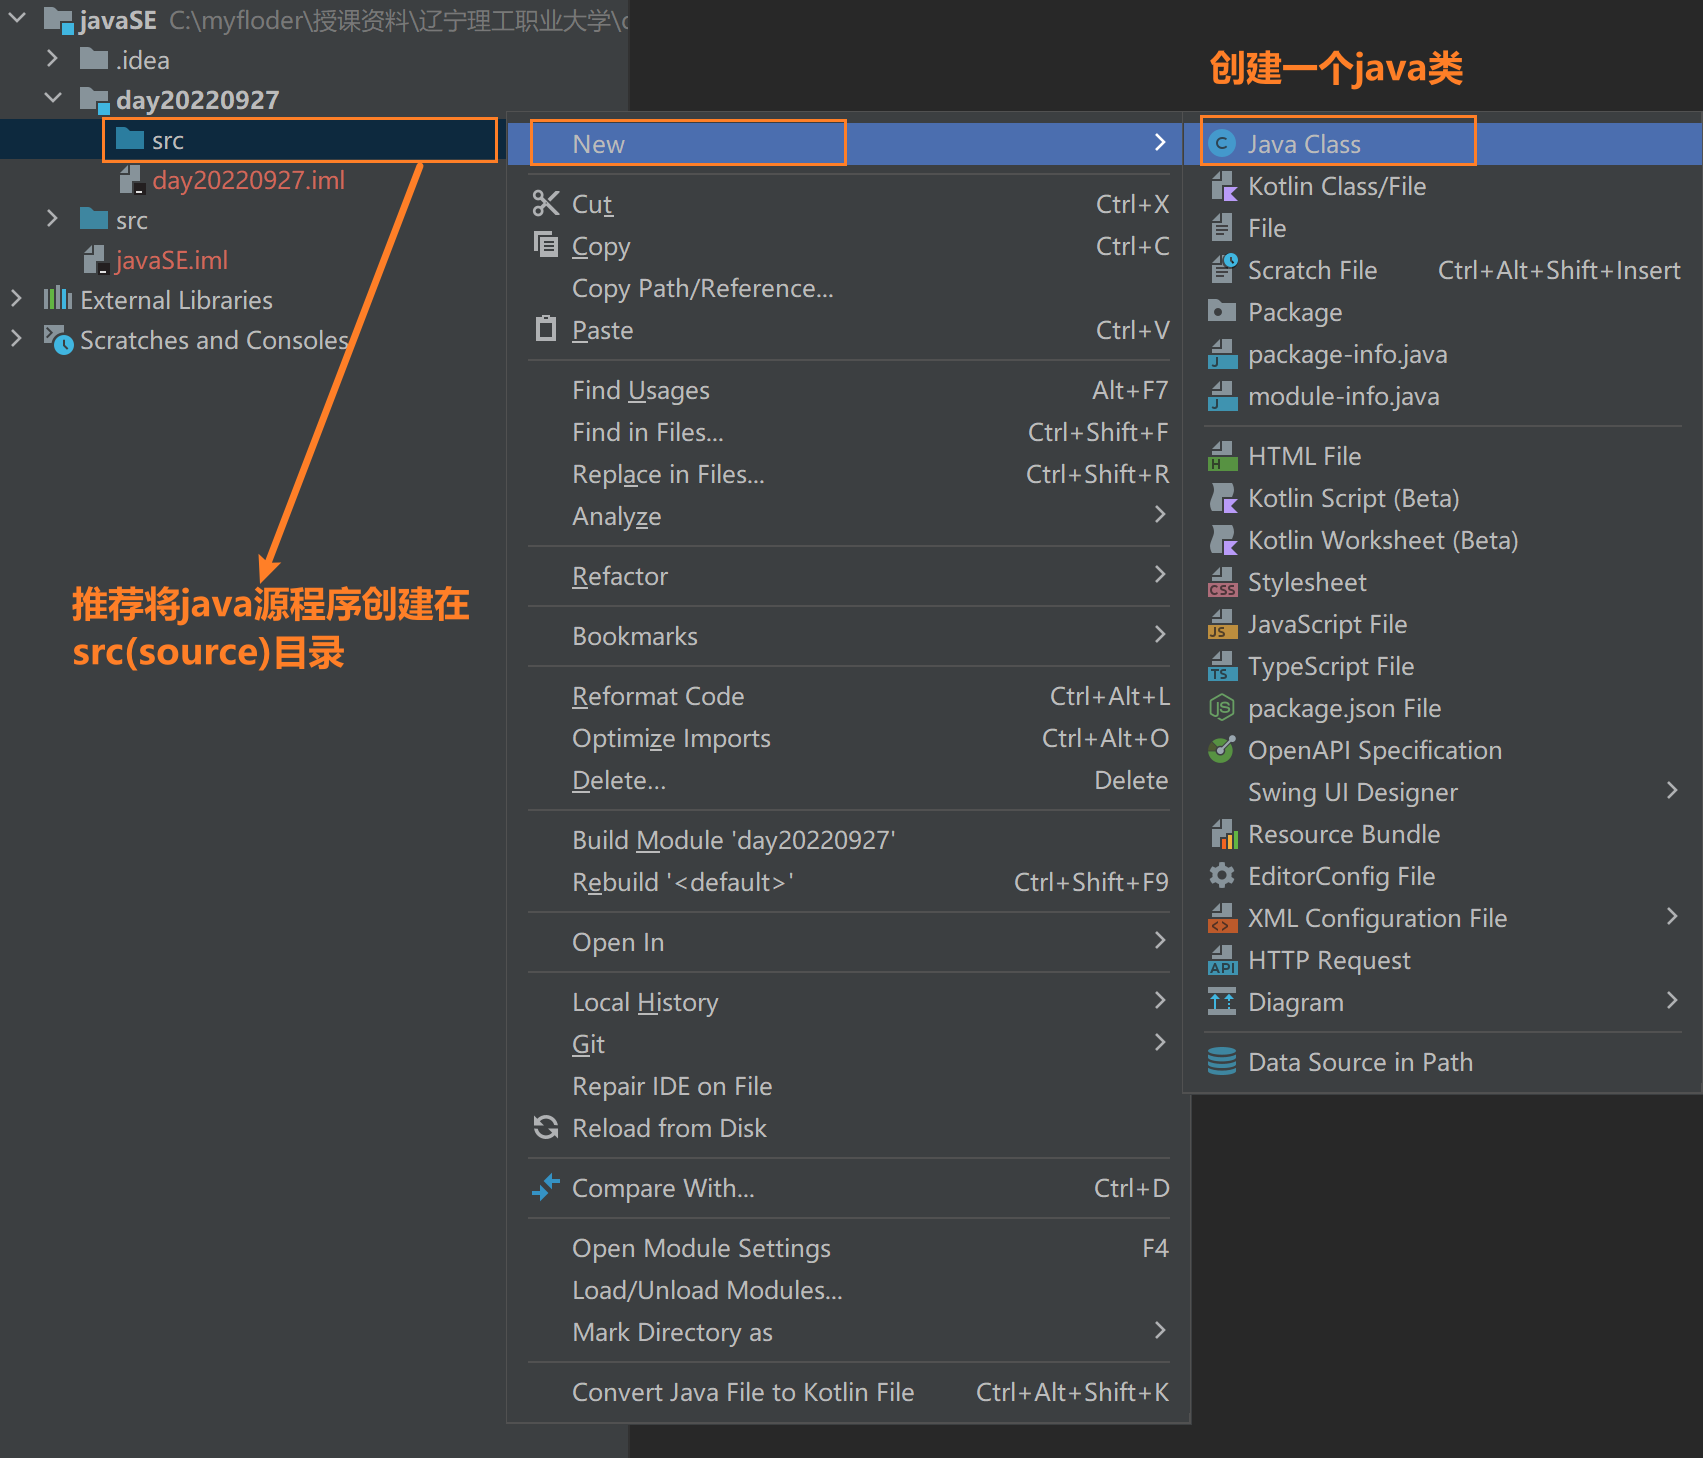 javaSE C:\myfloder\授课资料\辽宁理工职业大学\
.idea
day20220927
src
day20220927.iml
src
javaSE.iml
External Libraries
Scratches and Consoles
推荐将java源程序创建在
src(source)目录
New
Cut Ctrl+X
Copy Ctrl+C
Copy Path/Reference...
Paste Ctrl+V
Find Usages Alt+F7
Find in Files... Ctrl+Shift+F
Replace in Files... Ctrl+Shift+R
Analyze
Refactor
Bookmarks
Reformat Code Ctrl+Alt+L
Optimize Imports Ctrl+Alt+O
Delete... Delete
Build Module 'day20220927'
Rebuild '<default>' Ctrl+Shift+F9
Open In
Local History
Git
Repair IDE on File
Reload from Disk
Compare With... Ctrl+D
Open Module Settings F4
Load/Unload Modules...
Mark Directory as
Convert Java File to Kotlin File Ctrl+Alt+Shift+K
创建一个java类
Java Class
Kotlin Class/File
File
Scratch File Ctrl+Alt+Shift+Insert
Package
package-info.java
module-info.java
HTML File
Kotlin Script (Beta)
Kotlin Worksheet (Beta)
Stylesheet
JavaScript File
TypeScript File
package.json File
OpenAPI Specification
Swing UI Designer
Resource Bundle
EditorConfig File
XML Configuration File
HTTP Request
Diagram
Data Source in Path